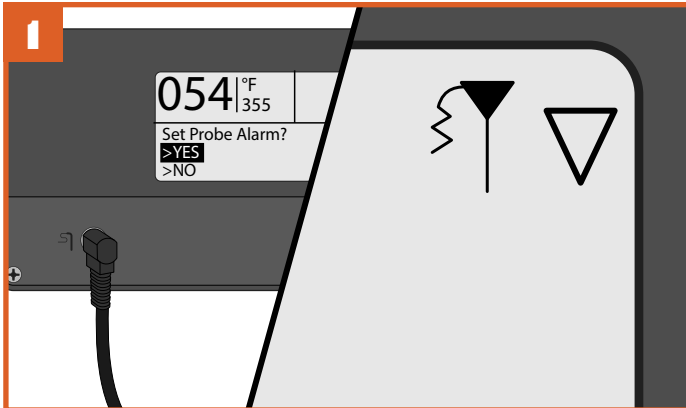 1
054 °F
355
Set Probe Alarm?
>YES
>NO